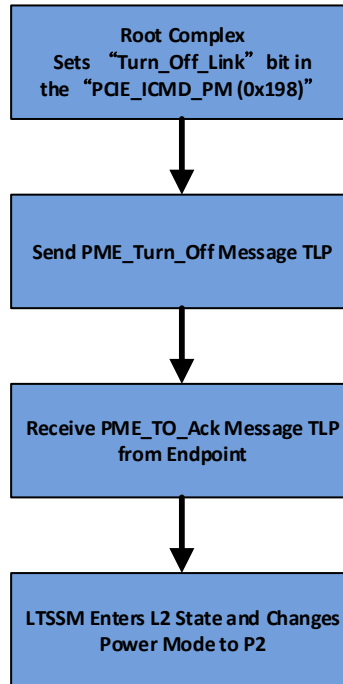 Root Complex
Sets “Turn_Off_Link” bit in
the “PCIE_ICMD_PM (0x198)”
Send PME_Turn_Off Message TLP
Receive PME_TO_Ack Message TLP
from Endpoint
LTSSM Enters L2 State and Changes
Power Mode to P2